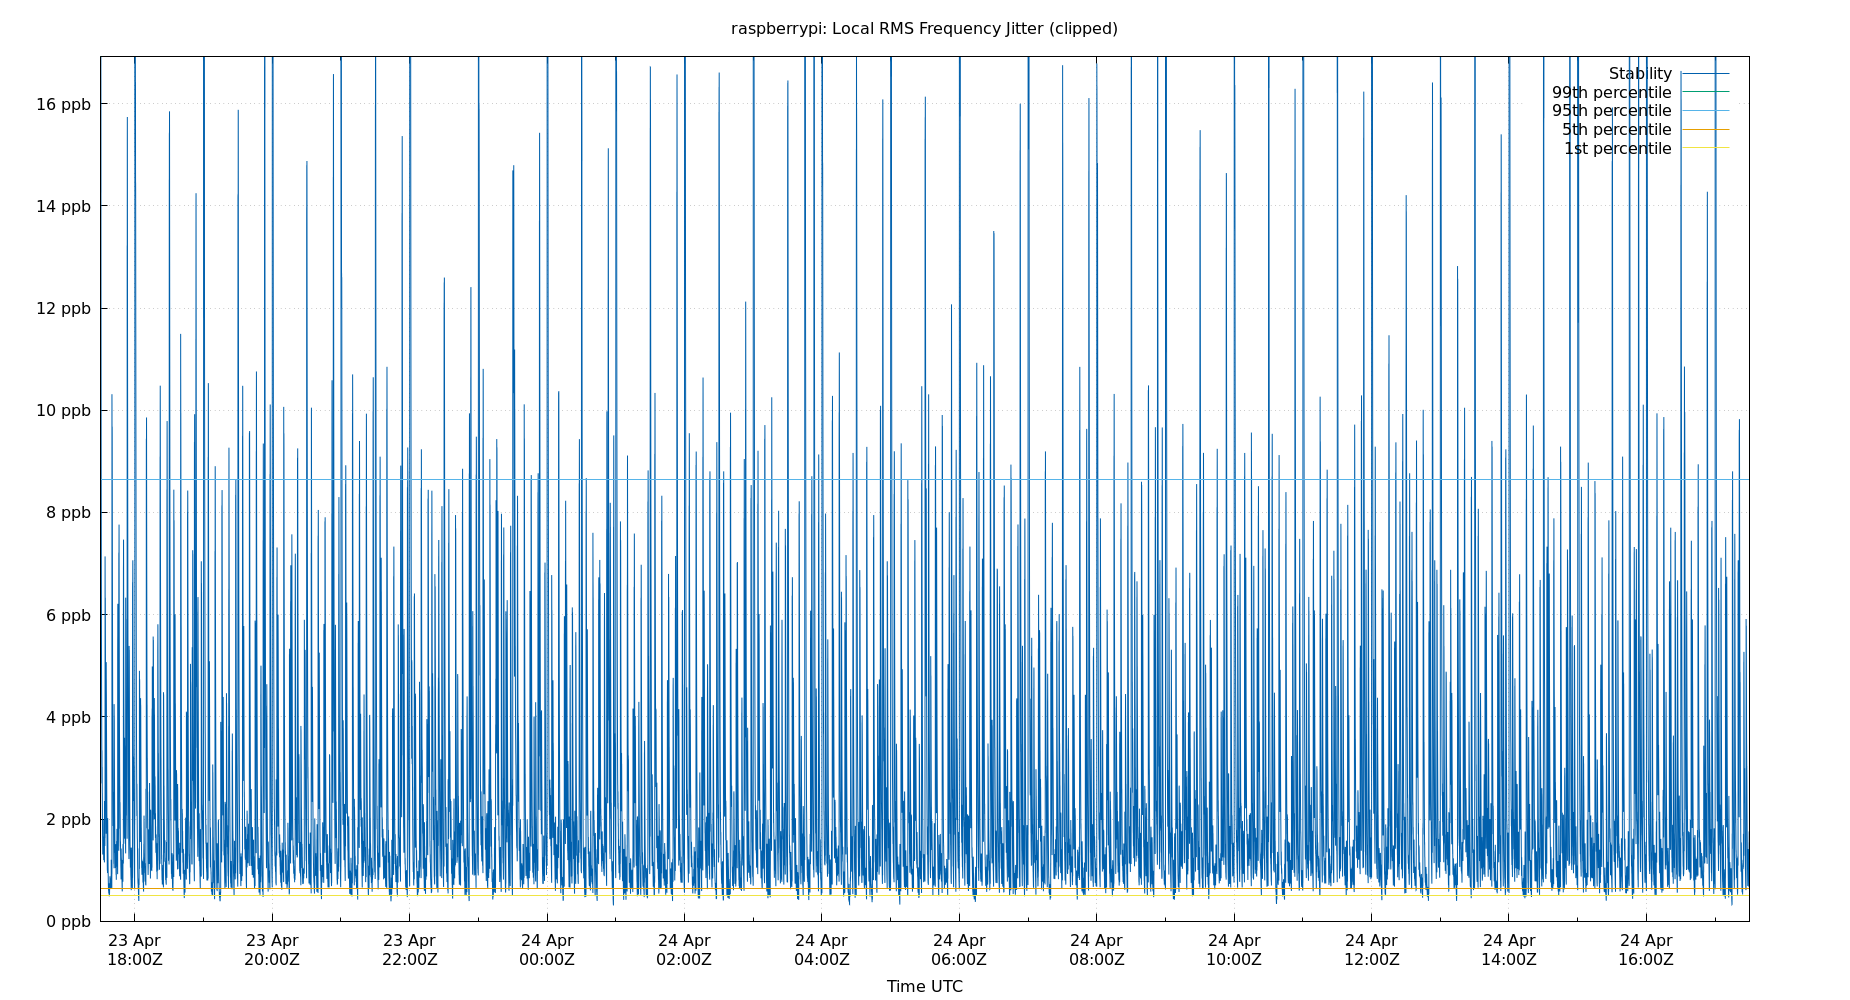 raspberrypi: Local RMS Frequency Jitter (clipped)
Stability
99th percentile
95th percentile
5th percentile
1st percentile
16 ppb
14 ppb
12 ppb
10 ppb
8 ppb
6 ppb
4 ppb
2 ppb
0 ppb
23 Apr 23 Apr 23 Apr 24 Apr 24 Apr 24 Apr 24 Apr 24 Apr 24 Apr 24 Apr 24 Apr 24 Apr
18:00Z 20:00Z 22:00Z 00:00Z 02:00Z 04:00Z 06:00Z 08:00Z 10:00Z 12:00Z 14:00Z 16:00Z
Time UTC